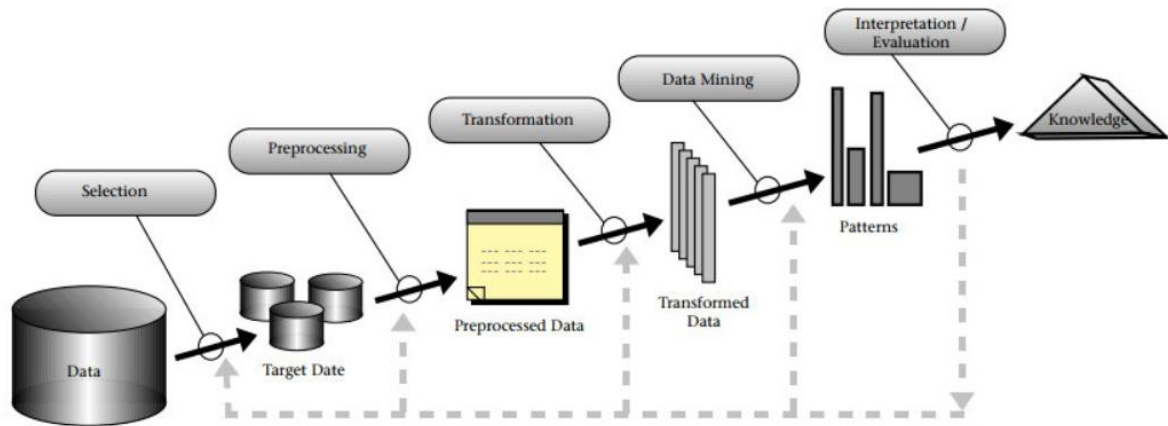 Interpretation /
Evaluation
Data Mining
Transformation
Knowledge
Preprocessing
Selection
Patterns
Transformed
Data
Preprocessed Data
Target Date
Data